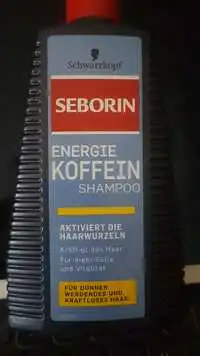 Schwarzkopf
SEBORIN
ENERGIE
KOFFEIN
SHAMPOO
AKTIVIERT DIE
HAARWURZELN
Kräftigt das Haar
Für mehr Fülle
und Vitalität
FÜR DÜNNER
WERDENDES UND
KRAFTLOSES HAAR